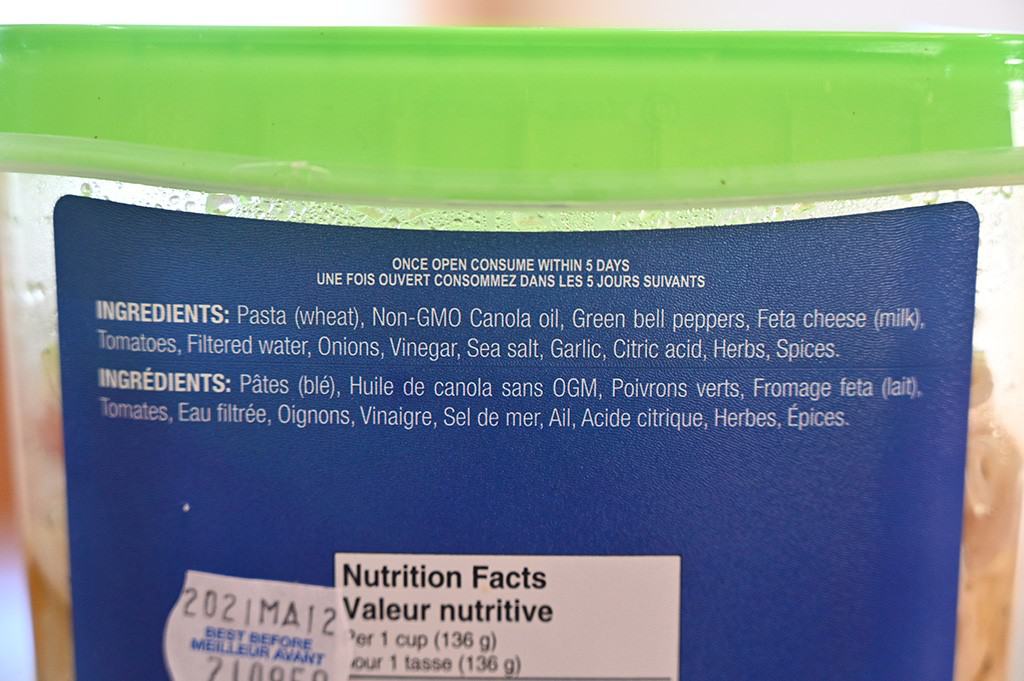 ONCE OPEN CONSUME WITHIN 5 DAYS
UNE FOIS OUVERT CONSOMMEZ DANS LES 5 JOURS SUIVANTS
INGREDIENTS: Pasta (wheat), Non-GMO Canola oil, Green bell peppers, Feta cheese (milk),
Tomatoes, Filtered water, Onions, Vinegar, Sea salt, Garlic, Citric acid, Herbs, Spices.
INGRÉDIENTS: Pâtes (blé), Huile de canola sans OGM, Poivrons verts, Fromage feta (lait),
Tomates, Eau filtrée, Oignons, Vinaigre, Sel de mer, Ail, Acide citrique, Herbes, Épices.
Nutrition Facts
Valeur nutritive
Per 1 cup (136 g)
our 1 tasse (136 g)
2021MA12
BEST BEFORE
MEILLEUR AVANT